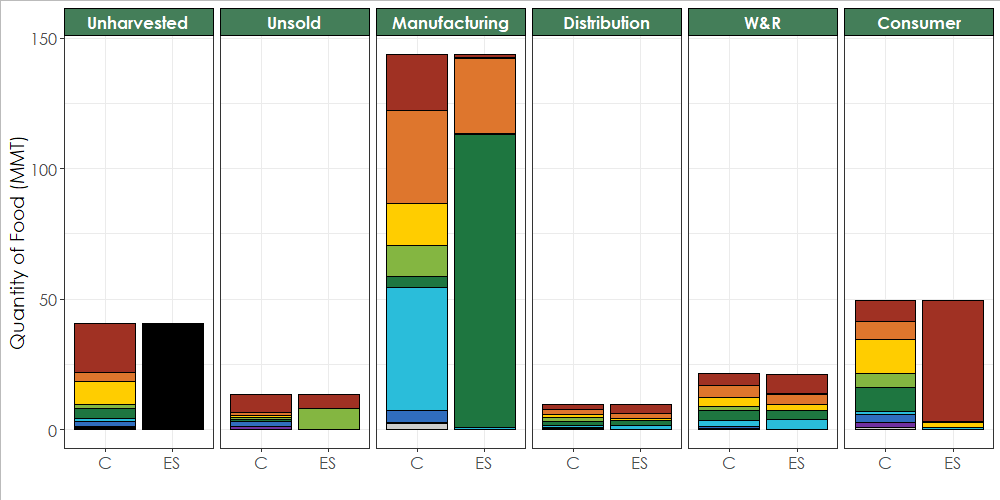 Unharvested Unsold Manufacturing Distribution W&R Consumer
Quantity of Food (MMT)
150
100
50
0
C ES C ES C ES C ES C ES C ES